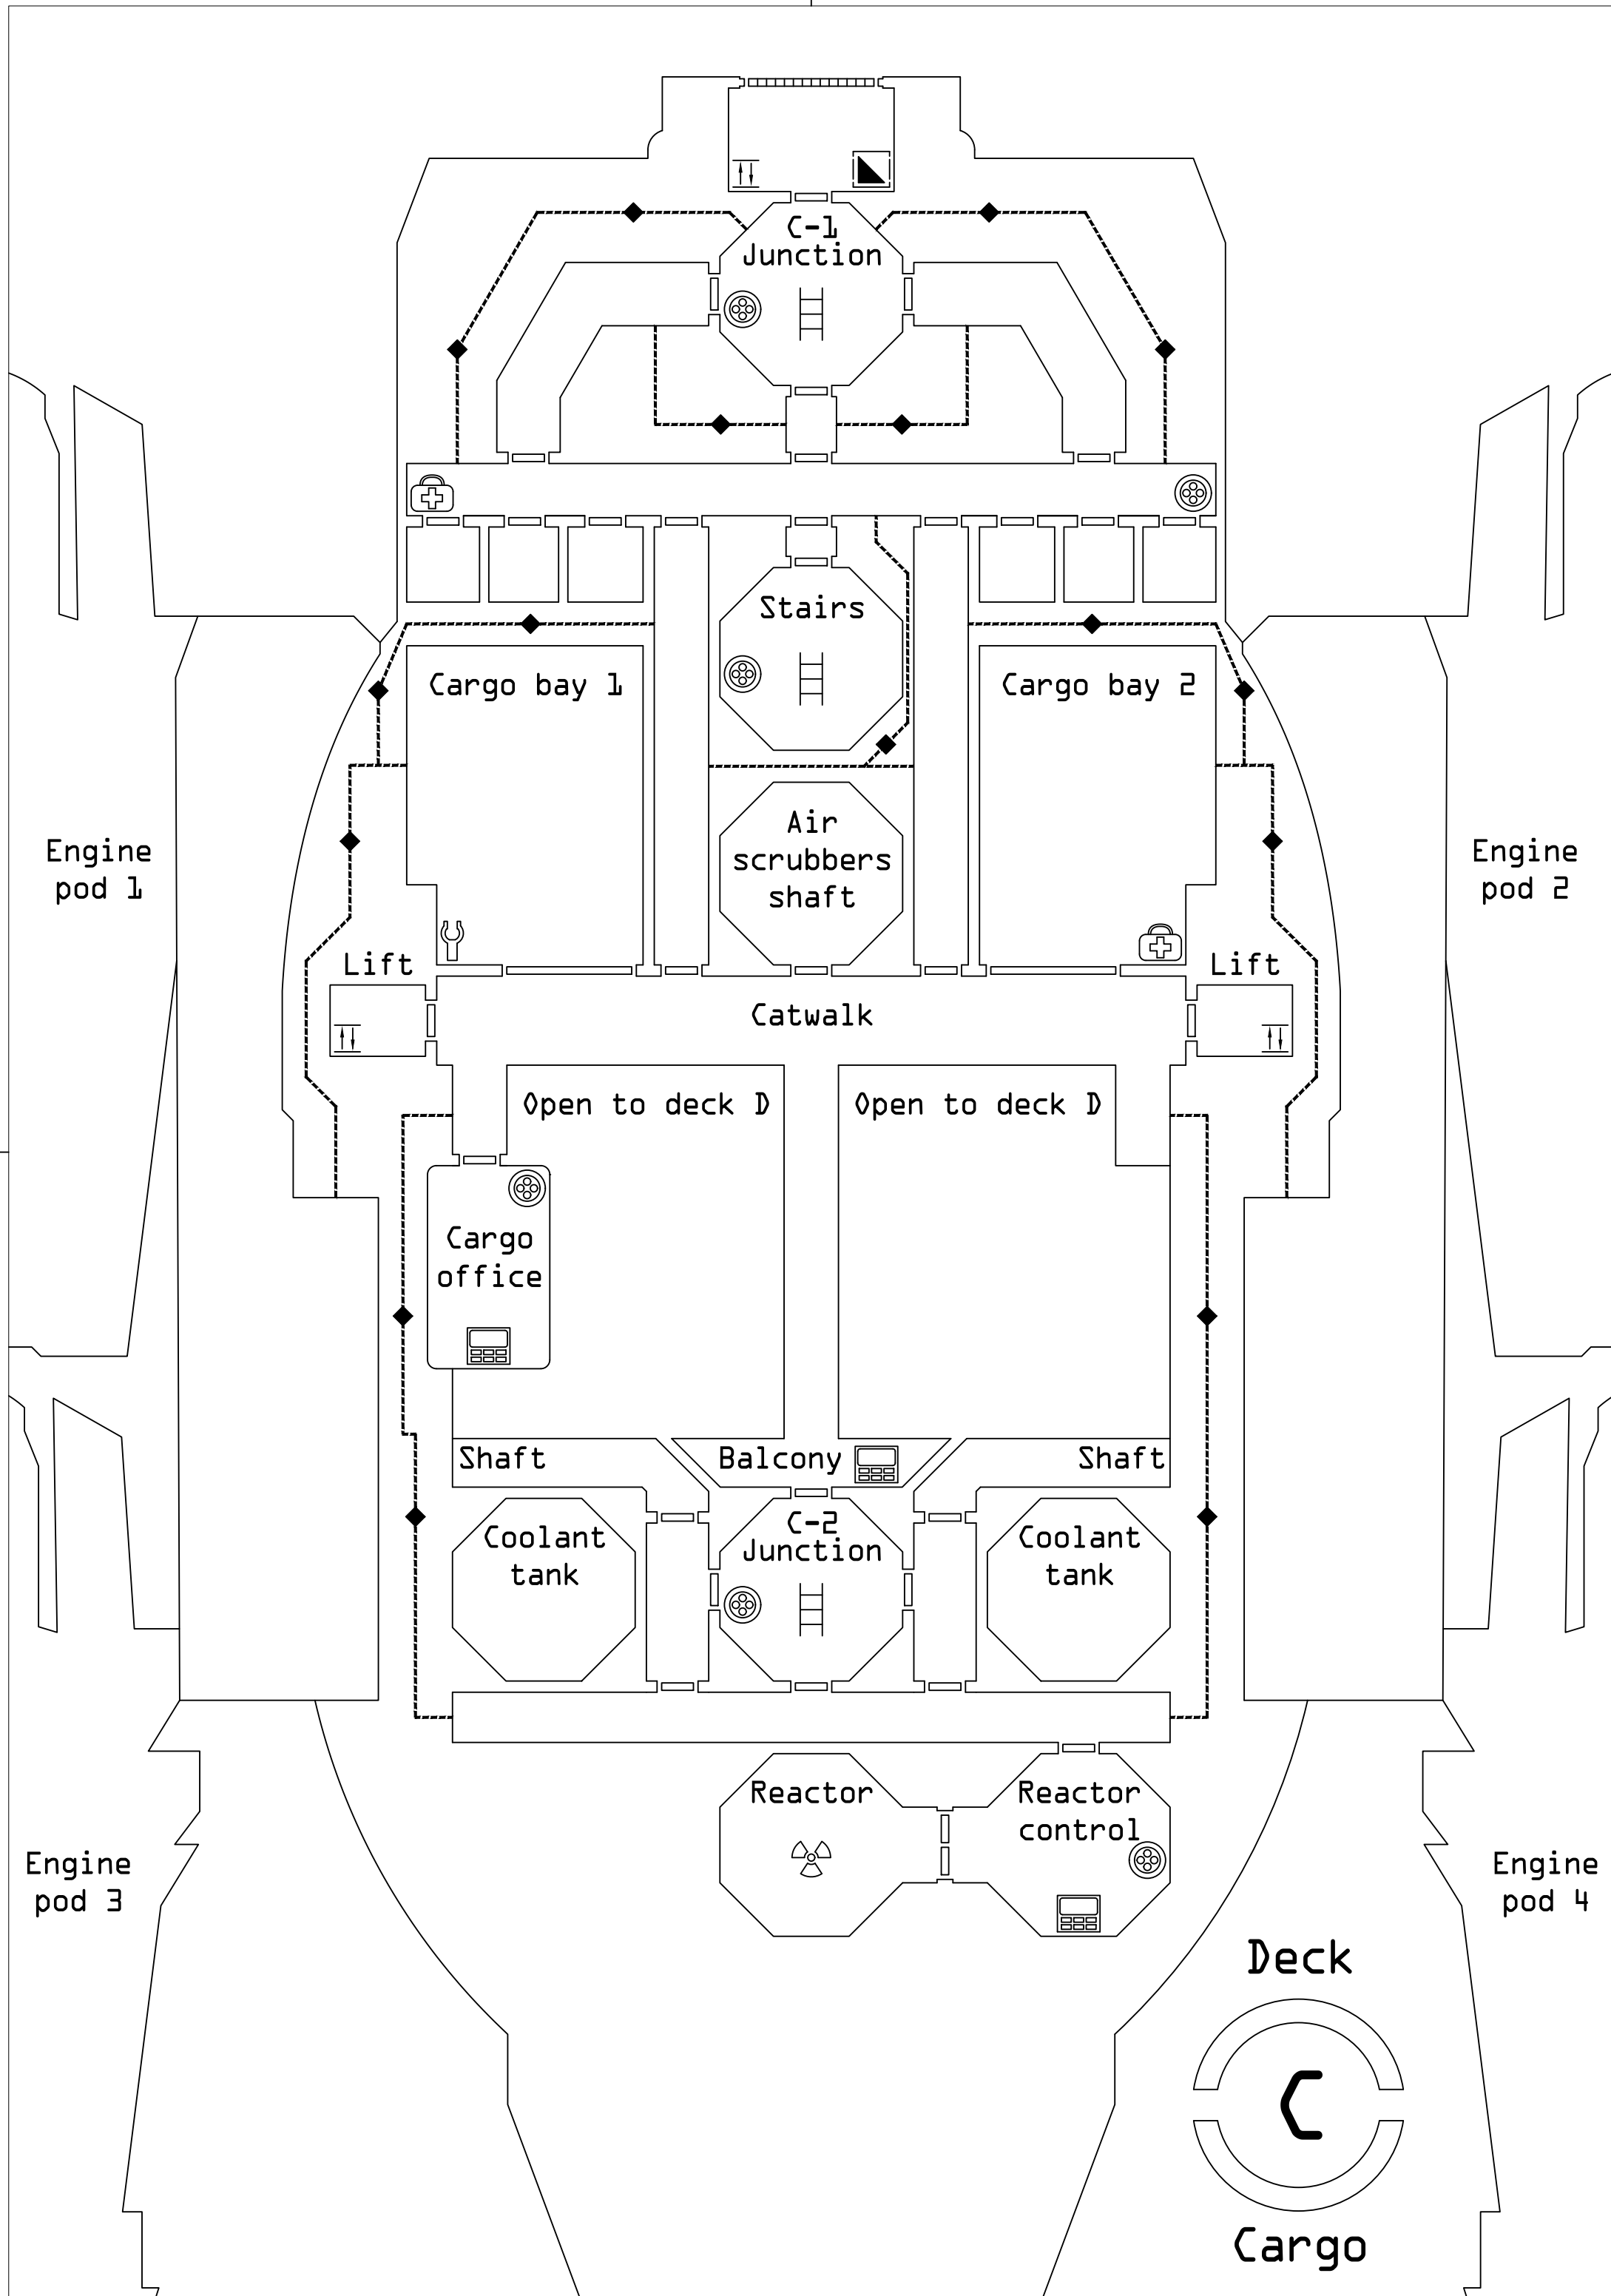 C-1
Junction
Stairs
Cargo bay 1
Cargo bay 2
Air
scrubbers
shaft
Engine
pod 1
Engine
pod 2
Lift
Lift
Catwalk
Open to deck D
Open to deck D
Cargo
office
Shaft
Balcony
Shaft
C-2
Junction
Coolant
tank
Coolant
tank
Reactor
Reactor
control
Engine
pod 3
Engine
pod 4
Deck
C
Cargo